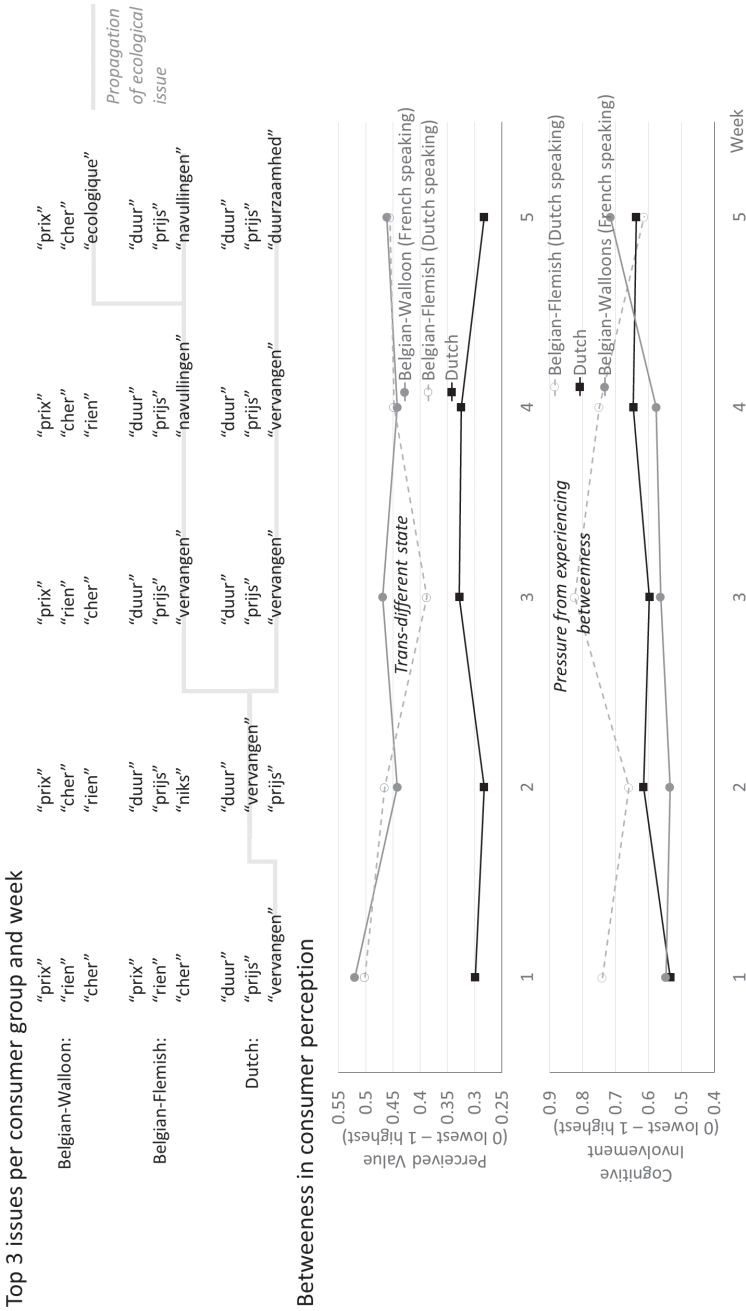 Top 3 issues per consumer group and week
Belgian-Walloon:
“prix”
“rien”
“cher”
“prix”
“cher”
“rien”
“prix”
“rien”
“cher”
“prix”
“cher”
“rien”
“prix”
“cher”
“ecologique”
Propagation
of ecological
issue
Belgian-Flemish:
“prix”
“rien”
“cher”
“duur”
“prijs”
“niks”
“duur”
“prijs”
“vervangen”
“duur”
“prijs”
“navullingen”
“duur”
“prijs”
“navullingen”
Dutch:
“duur”
“prijs”
“vervangen”
“duur”
“vervangen”
“prijs”
“duur”
“prijs”
“vervangen”
“duur”
“prijs”
“vervangen”
“duur”
“prijs”
“duurzaamhed”
Betweeness in consumer perception
Perceived Value
(0 lowest – 1 highest)
0.55
0.5
0.45
0.4
0.35
0.3
0.25
Trans-different state
Belgian-Walloon (French speaking)
Belgian-Flemish (Dutch speaking)
Dutch
1 2 3 4 5
Cognitive
Involvement
(0 lowest – 1 highest)
0.9
0.8
0.7
0.6
0.5
0.4
Pressure from experiencing
betweenness
Belgian-Flemish (Dutch speaking)
Dutch
Belgian-Walloons (French speaking)
1 2 3 4 5 Week